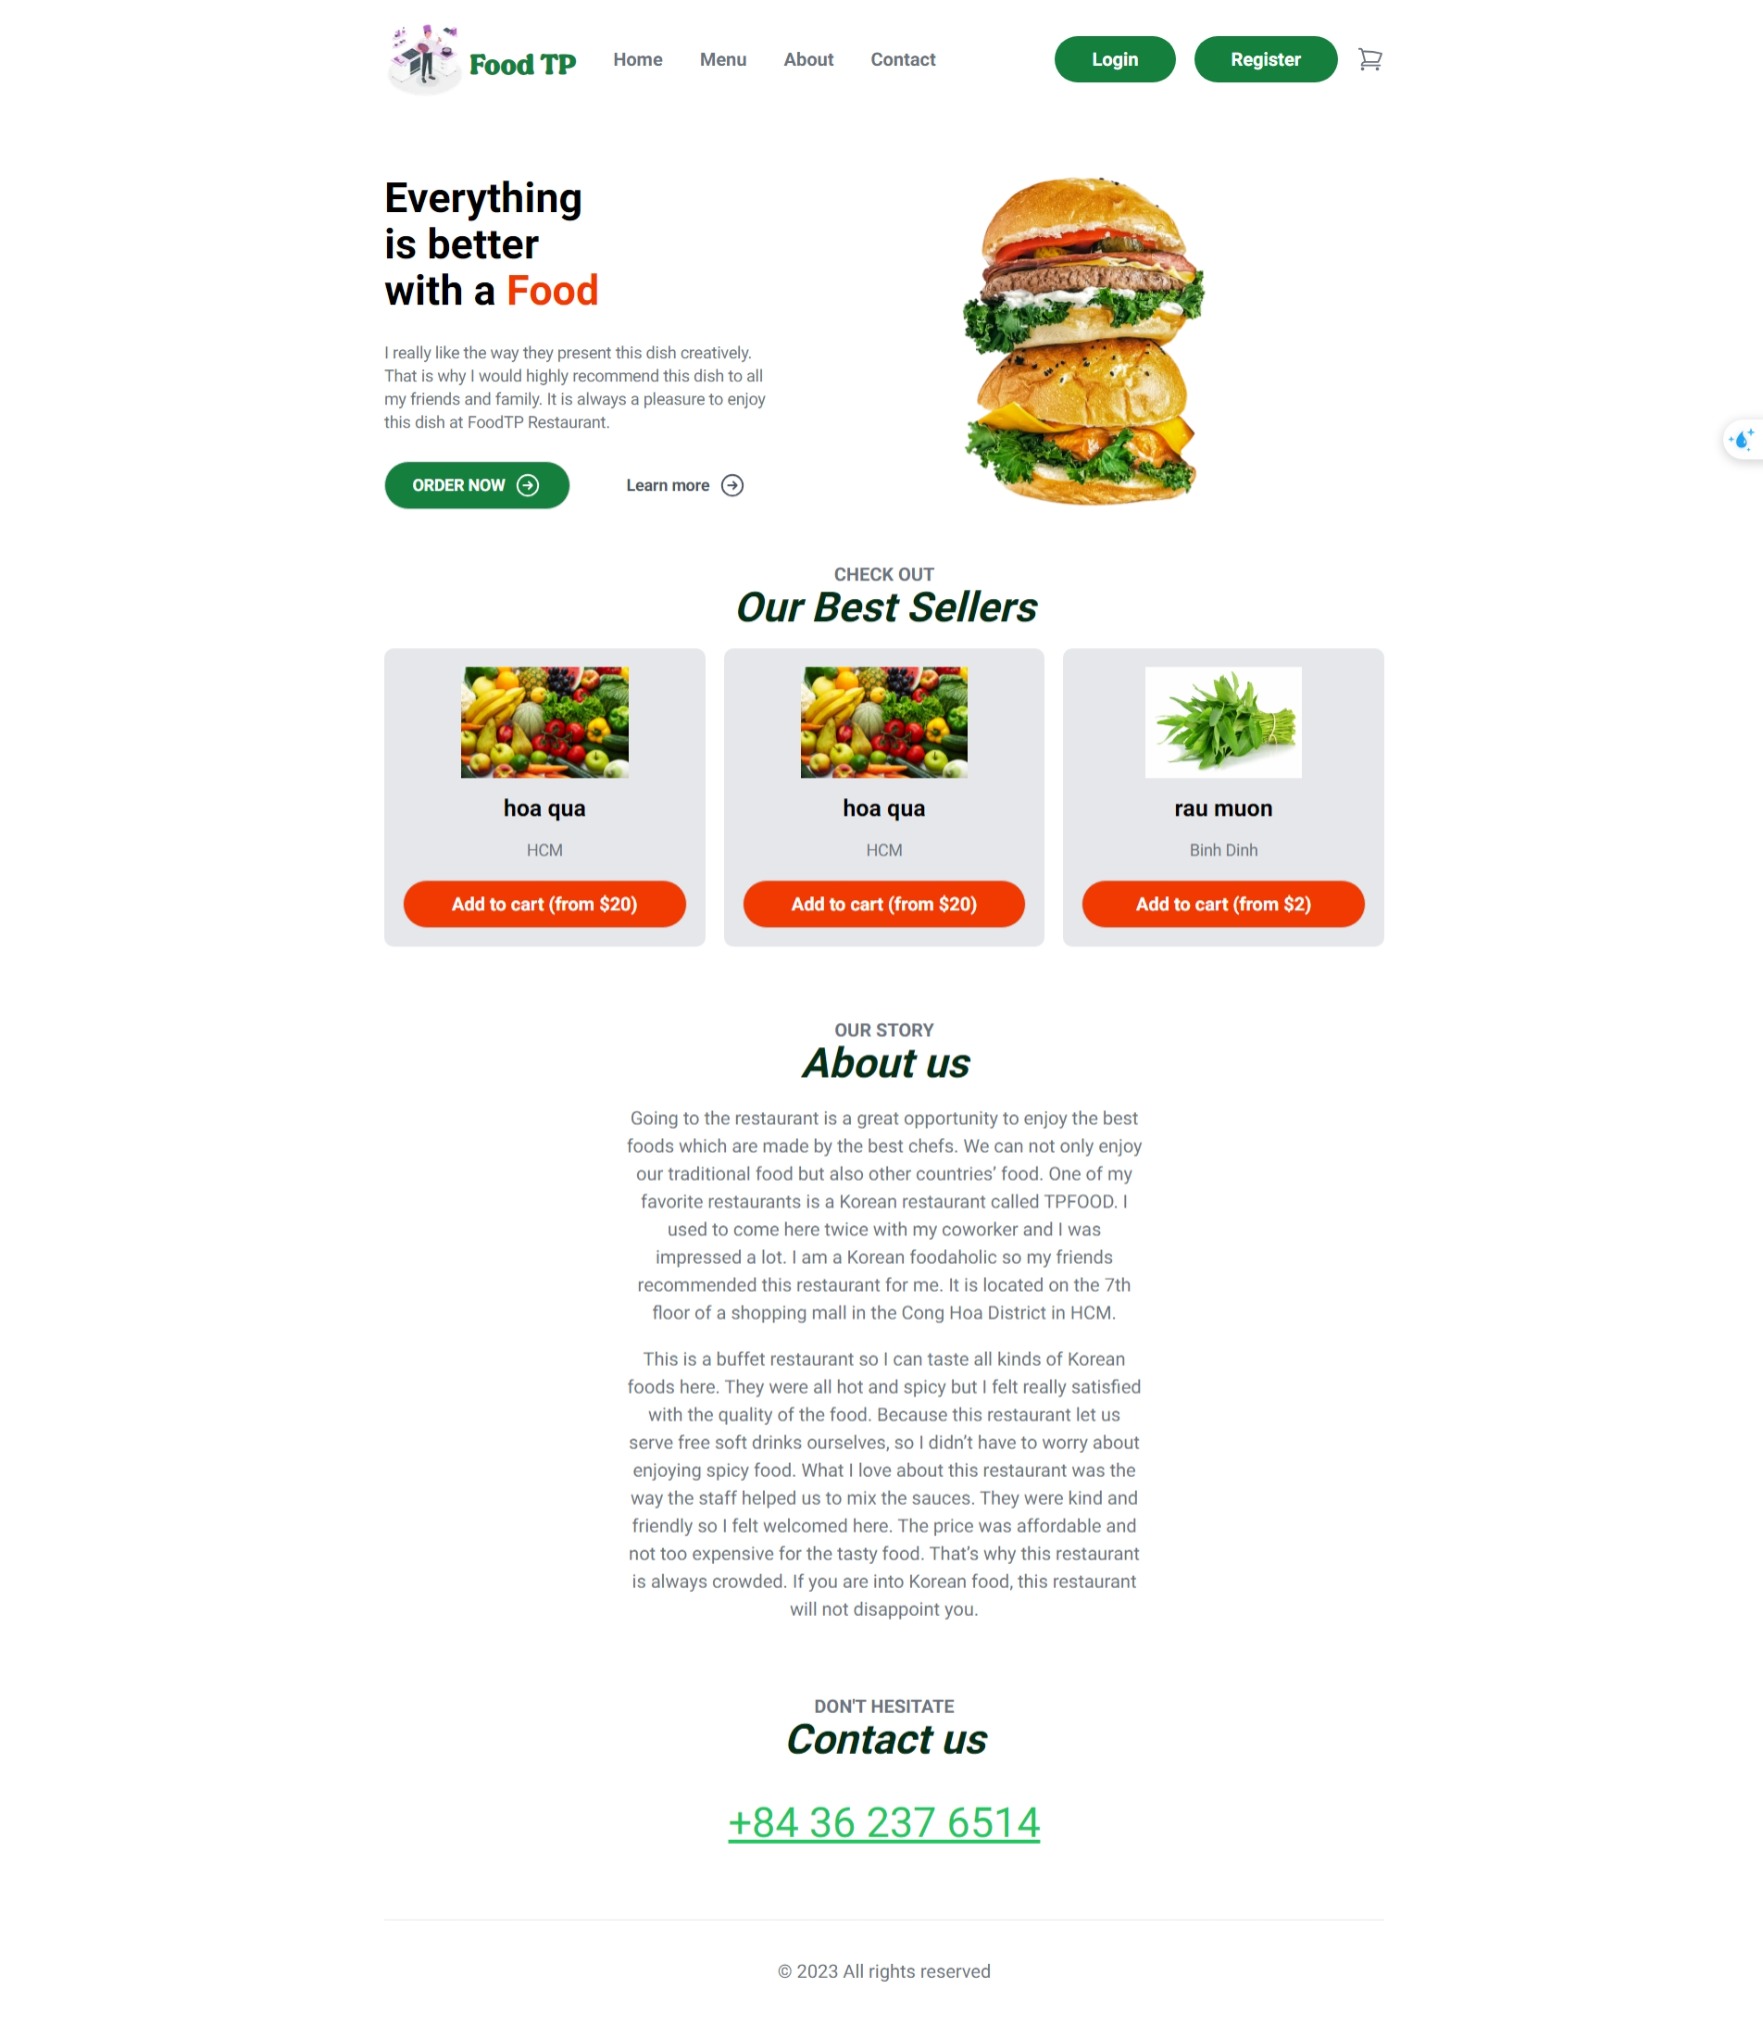 Food TP
Home
Menu
About
Contact
Login
Register
Everything
is better
with a Food
I really like the way they present this dish creatively.
That is why I would highly recommend this dish to all
my friends and family. It is always a pleasure to enjoy
this dish at FoodTP Restaurant.
ORDER NOW
Learn more
CHECK OUT
Our Best Sellers
hoa qua
HCM
Add to cart (from $20)
hoa qua
HCM
Add to cart (from $20)
rau muon
Binh Dinh
Add to cart (from $2)
OUR STORY
About us
Going to the restaurant is a great opportunity to enjoy the best
foods which are made by the best chefs. We can not only enjoy
our traditional food but also other countries’ food. One of my
favorite restaurants is a Korean restaurant called TPFOOD. I
used to come here twice with my coworker and I was
impressed a lot. I am a Korean foodaholic so my friends
recommended this restaurant for me. It is located on the 7th
floor of a shopping mall in the Cong Hoa District in HCM.
This is a buffet restaurant so I can taste all kinds of Korean
foods here. They were all hot and spicy but I felt really satisfied
with the quality of the food. Because this restaurant let us
serve free soft drinks ourselves, so I didn’t have to worry about
enjoying spicy food. What I love about this restaurant was the
way the staff helped us to mix the sauces. They were kind and
friendly so I felt welcomed here. The price was affordable and
not too expensive for the tasty food. That’s why this restaurant
is always crowded. If you are into Korean food, this restaurant
will not disappoint you.
DON'T HESITATE
Contact us
+84 36 237 6514
© 2023 All rights reserved